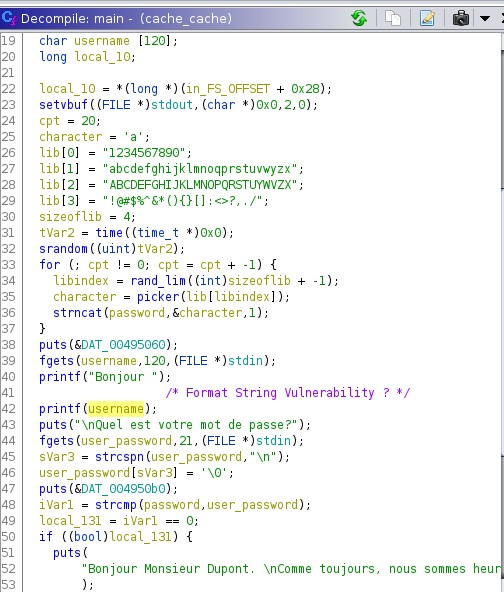 Decompile: main - (cache_cache)
19 char username [120];
20 long local_10;
21
22 local_10 = *(long *)(in_FS_OFFSET + 0x28);
23 setvbuf((FILE *)stdout,(char *)0x0,2,0);
24 cpt = 20;
25 character = 'a';
26 lib[0] = "1234567890";
27 lib[1] = "abcdefghijklmnoqprstuvwyzx";
28 lib[2] = "ABCDEFGHIJKLMNOPQRSTUYWVZX";
29 lib[3] = "!@#$%^&*(){}[]:<>?,./";
30 sizeoflib = 4;
31 tVar2 = time((time_t *)0x0);
32 srandom((uint)tVar2);
33 for (; cpt != 0; cpt = cpt + -1) {
34 libindex = rand_lim((int)sizeoflib + -1);
35 character = picker(lib[libindex]);
36 strncat(password,&character,1);
37 }
38 puts(&DAT_00495060);
39 fgets(username,120,(FILE *)stdin);
40 printf("Bonjour ");
41 /* Format String Vulnerability ? */
42 printf(username);
43 puts("\nQuel est votre mot de passe?");
44 fgets(user_password,21,(FILE *)stdin);
45 sVar3 = strcspn(user_password,"\n");
46 user_password[sVar3] = '\0';
47 puts(&DAT_004950b0);
48 iVar1 = strcmp(password,user_password);
49 local_131 = iVar1 == 0;
50 if ((bool)local_131) {
51 puts(
52 "Bonjour Monsieur Dupont. \nComme toujours, nous sommes heur
53 );